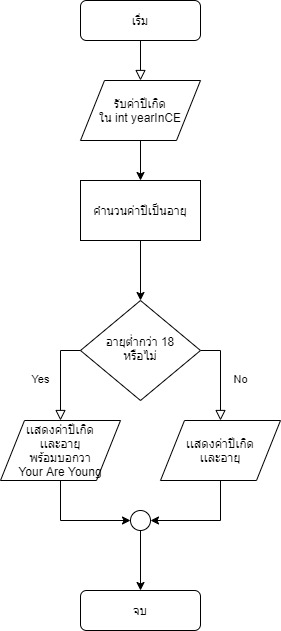 เริ่ม
รับค่าปีเกิด
ใน int yearInCE
คำนวนค่าปีเป็นอายุ
อายุต่ำกว่า 18
หรือไม่
Yes
No
แสดงค่าปีเกิด
และอายุ
พร้อมบอกวา
Your Are Young
แสดงค่าปีเกิด
และอายุ
จบ